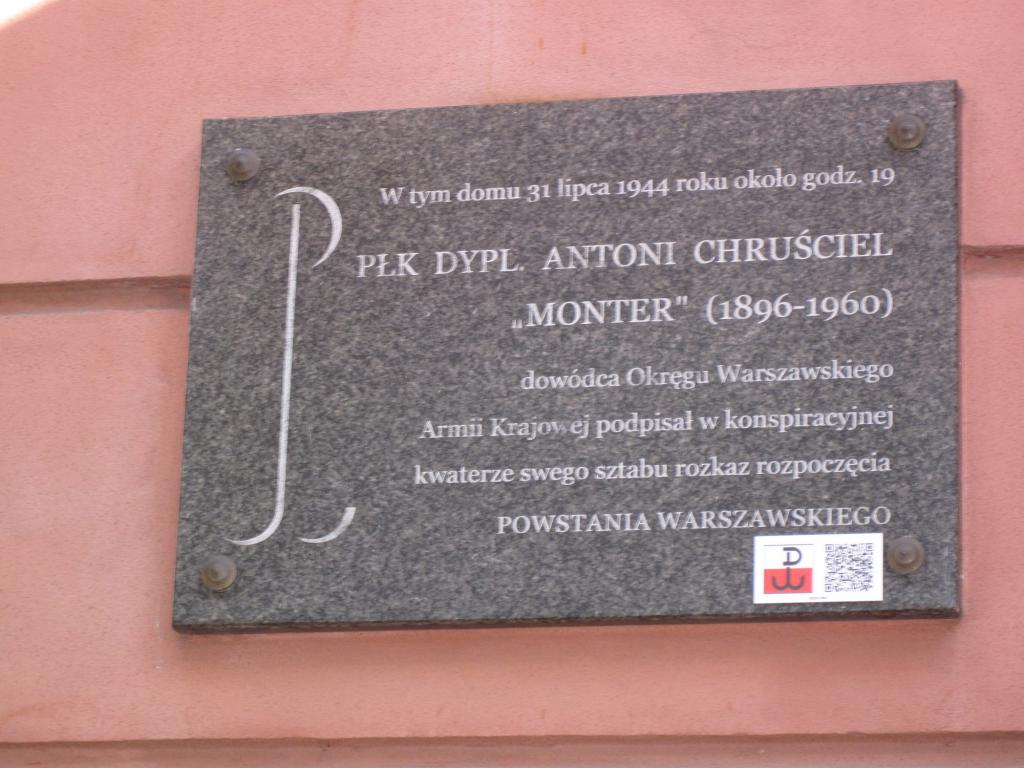 W tym domu 31 lipca 1944 roku około godz. 19
PŁK DYPL. ANTONI CHRUŚCIEL
„MONTER" (1896-1960)
dowódca Okręgu Warszawskiego
Armii Krajowej podpisał w konspiracyjnej
kwaterze swego sztabu rozkaz rozpoczęcia
POWSTANIA WARSZAWSKIEGO